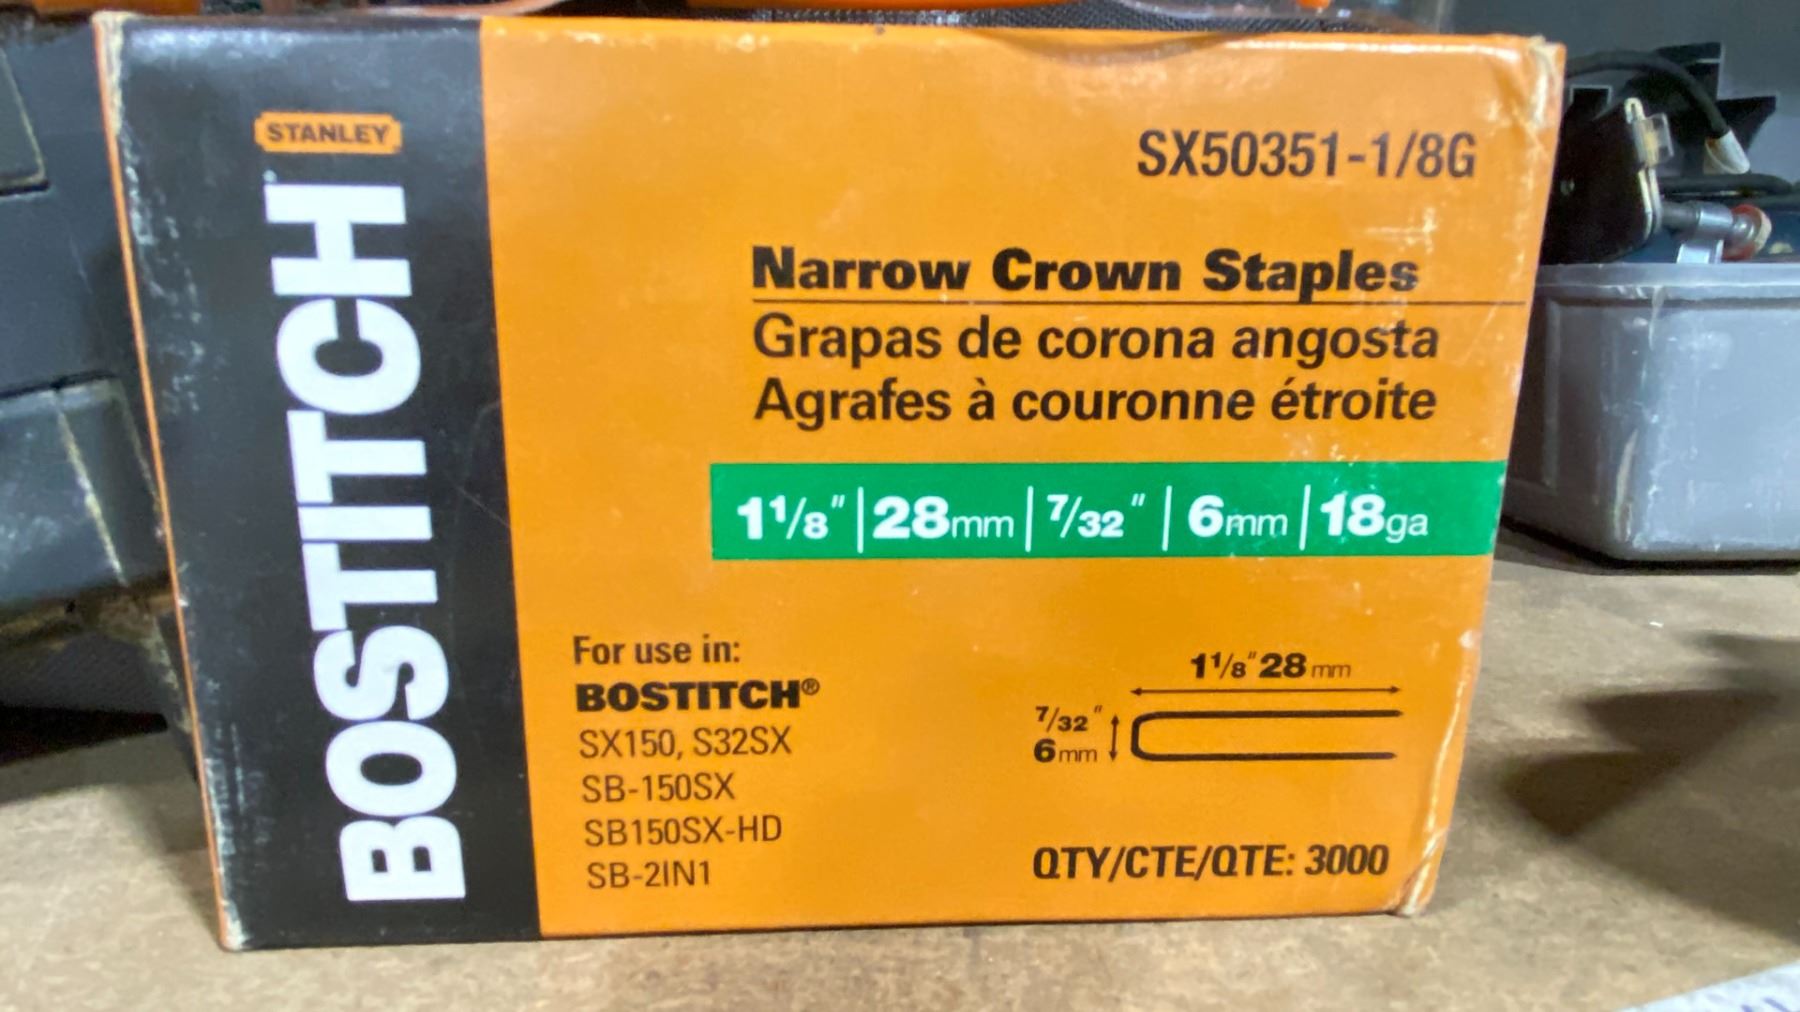 STANLEY
BOSTITCH
SX50351-1/8G
Narrow Crown Staples
Grapas de corona angosta
Agrafes à couronne étroite
1 1/8" | 28mm | 7/32" | 6mm | 18ga
For use in:
BOSTITCH®
SX150, S32SX
SB-150SX
SB150SX-HD
SB-2IN1
1 1/8" 28mm
7/32"
6mm
QTY/CTE/QTE: 3000